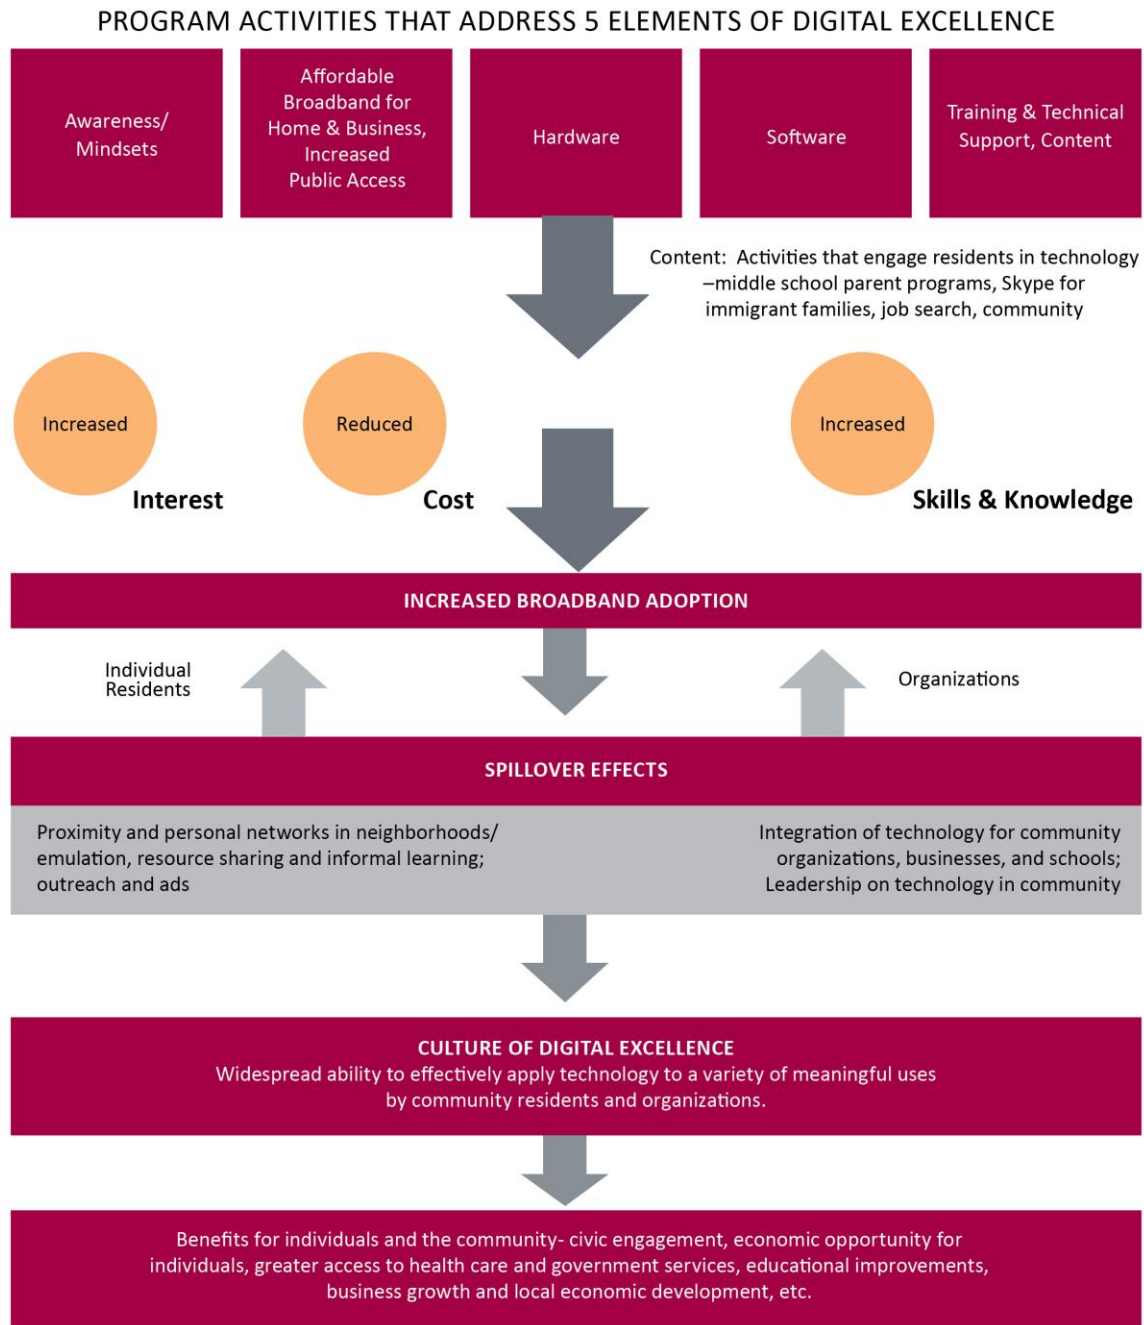 PROGRAM ACTIVITIES THAT ADDRESS 5 ELEMENTS OF DIGITAL EXCELLENCE
Awareness/
Mindsets
Affordable
Broadband for
Home & Business,
Increased
Public Access
Hardware
Software
Training & Technical
Support, Content
Content:  Activities that engage residents in technology
–middle school parent programs, Skype for
immigrant families, job search, community
Increased
Interest
Reduced
Cost
Increased
Skills & Knowledge
INCREASED BROADBAND ADOPTION
Individual
Residents
Organizations
SPILLOVER EFFECTS
Proximity and personal networks in neighborhoods/
emulation, resource sharing and informal learning;
outreach and ads
Integration of technology for community
organizations, businesses, and schools;
Leadership on technology in community
CULTURE OF DIGITAL EXCELLENCE
Widespread ability to effectively apply technology to a variety of meaningful uses
by community residents and organizations.
Benefits for individuals and the community- civic engagement, economic opportunity for
individuals, greater access to health care and government services, educational improvements,
business growth and local economic development, etc.